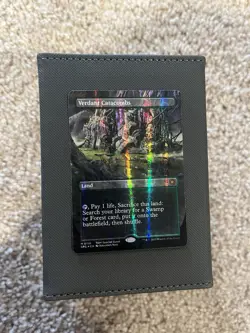 Verdant Catacombs
Land
, Pay 1 life, Sacrifice this land:
Search your library for a Swamp
or Forest card, put it onto the
battlefield, then shuffle.